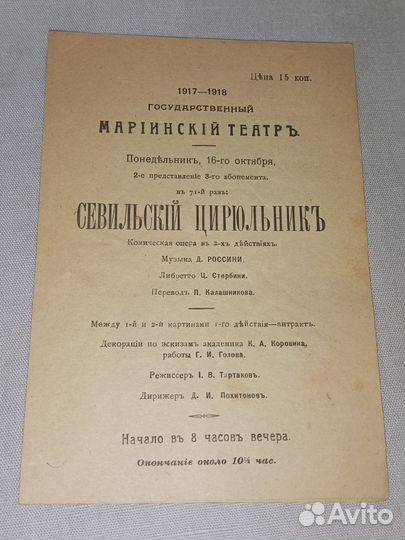 Цѣна 15 коп.
1917—1918
ГОСУДАРСТВЕННЫЙ
МАРІИНСКІЙ ТЕАТРЪ.
Понедѣльникъ, 16-го октября,
2-е представленіе 3-го абонемента.
въ 71-й разъ:
СЕВИЛЬСКІЙ ЦИРЮЛЬНИКЪ
Комическая опера въ 2-хъ дѣйствіяхъ.
Музыка Д. РОССИНИ.
Либретто Ц. Стербини.
Переводъ П. Калашникова.
Между 1-й и 2-й картинами 1-го дѣйствія—антрактъ.
Декораціи по эскизамъ академика К. А. Коровина,
работы Г. И. Голова.
Режиссеръ І. В. Тартаковъ.
Дирижеръ Д. И. Похитоновъ.
Начало въ 8 часовъ вечера.
Окончаніе около 10¾ час.
Avito